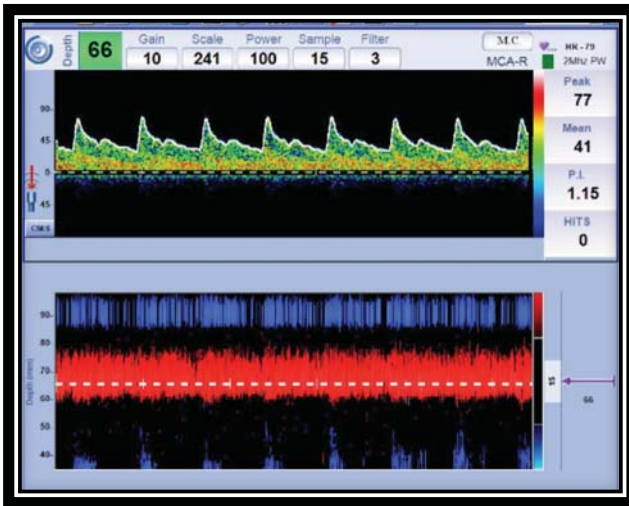 Depth 66 Gain 10 Scale 241 Power 100 Sample 15 Filter 3
M.C. MCA-R
HR - 79
2Mhz PW
Peak
77
Mean
41
P.I.
1.15
HITS
0
90
45
0
45
90
80
70
60
50
40
Depth (mm)
15
66